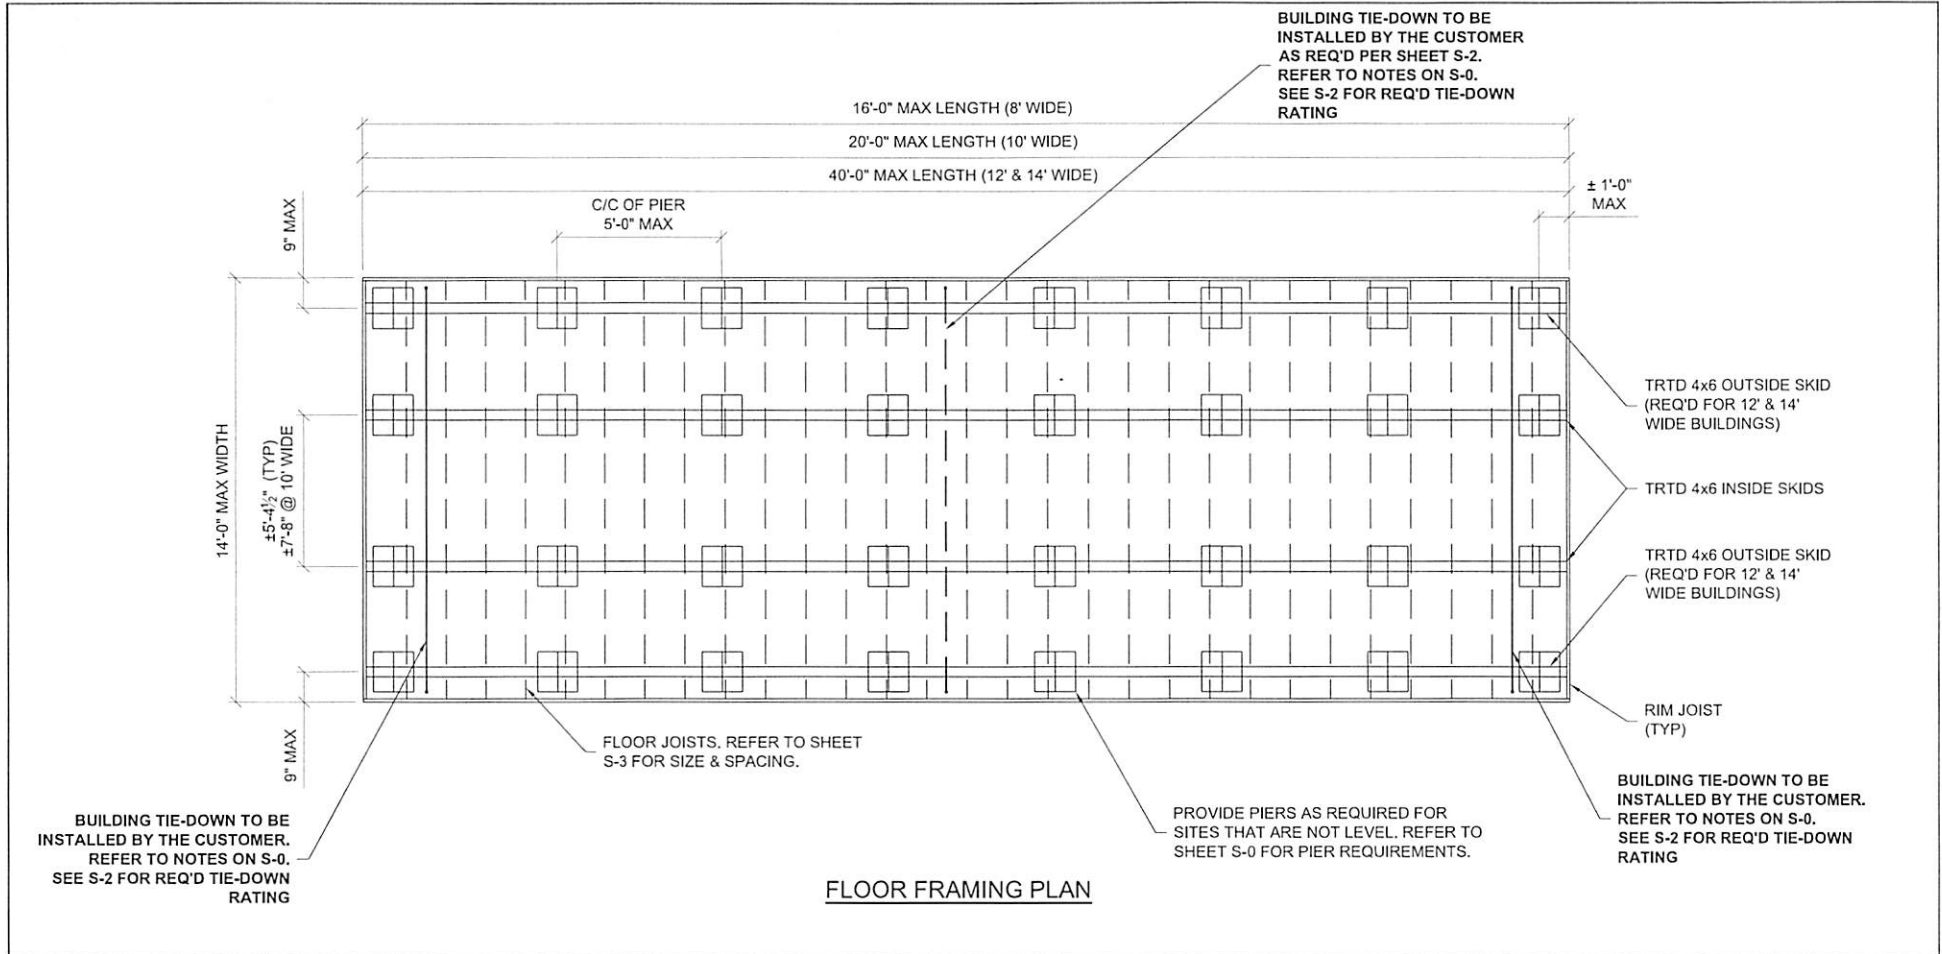 BUILDING TIE-DOWN TO BE
INSTALLED BY THE CUSTOMER
AS REQ'D PER SHEET S-2.
REFER TO NOTES ON S-0.
SEE S-2 FOR REQ'D TIE-DOWN
RATING
16'-0" MAX LENGTH (8' WIDE)
20'-0" MAX LENGTH (10' WIDE)
40'-0" MAX LENGTH (12' & 14' WIDE)
± 1'-0"
MAX
C/C OF PIER
5'-0" MAX
9" MAX
14'-0" MAX WIDTH
±5'-4½" (TYP)
±7'-8" @ 10' WIDE
9" MAX
TRTD 4x6 OUTSIDE SKID
(REQ'D FOR 12' & 14'
WIDE BUILDINGS)
TRTD 4x6 INSIDE SKIDS
TRTD 4x6 OUTSIDE SKID
(REQ'D FOR 12' & 14'
WIDE BUILDINGS)
RIM JOIST
(TYP)
FLOOR JOISTS. REFER TO SHEET
S-3 FOR SIZE & SPACING.
BUILDING TIE-DOWN TO BE
INSTALLED BY THE CUSTOMER.
REFER TO NOTES ON S-0.
SEE S-2 FOR REQ'D TIE-DOWN
RATING
PROVIDE PIERS AS REQUIRED FOR
SITES THAT ARE NOT LEVEL. REFER TO
SHEET S-0 FOR PIER REQUIREMENTS.
BUILDING TIE-DOWN TO BE
INSTALLED BY THE CUSTOMER.
REFER TO NOTES ON S-0.
SEE S-2 FOR REQ'D TIE-DOWN
RATING
FLOOR FRAMING PLAN